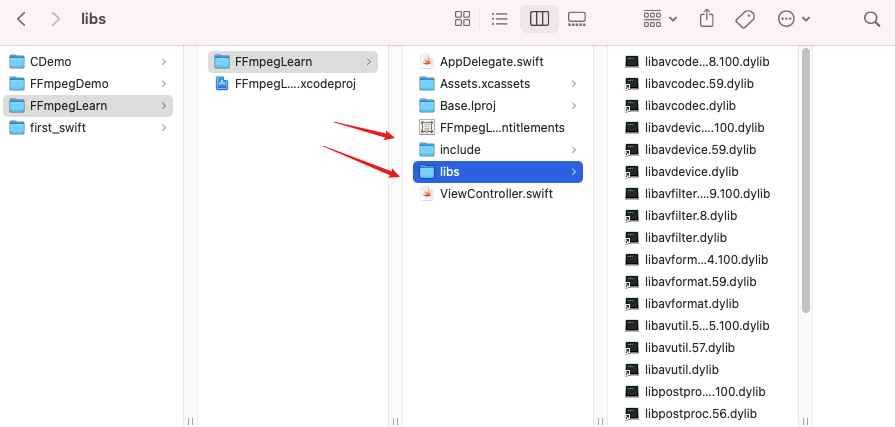 libs
CDemo
FFmpegDemo
FFmpegLearn
first_swift
FFmpegLearn
FFmpegL....xcodeproj
AppDelegate.swift
Assets.xcassets
Base.lproj
FFmpegL...ntitlements
include
libs
ViewController.swift
libavcode...8.100.dylib
libavcodec.59.dylib
libavcodec.dylib
libavdevic....100.dylib
libavdevice.59.dylib
libavdevice.dylib
libavfilter....9.100.dylib
libavfilter.8.dylib
libavfilter.dylib
libavform...4.100.dylib
libavformat.59.dylib
libavformat.dylib
libavutil.5...5.100.dylib
libavutil.57.dylib
libavutil.dylib
libpostpro....100.dylib
libpostproc.56.dylib